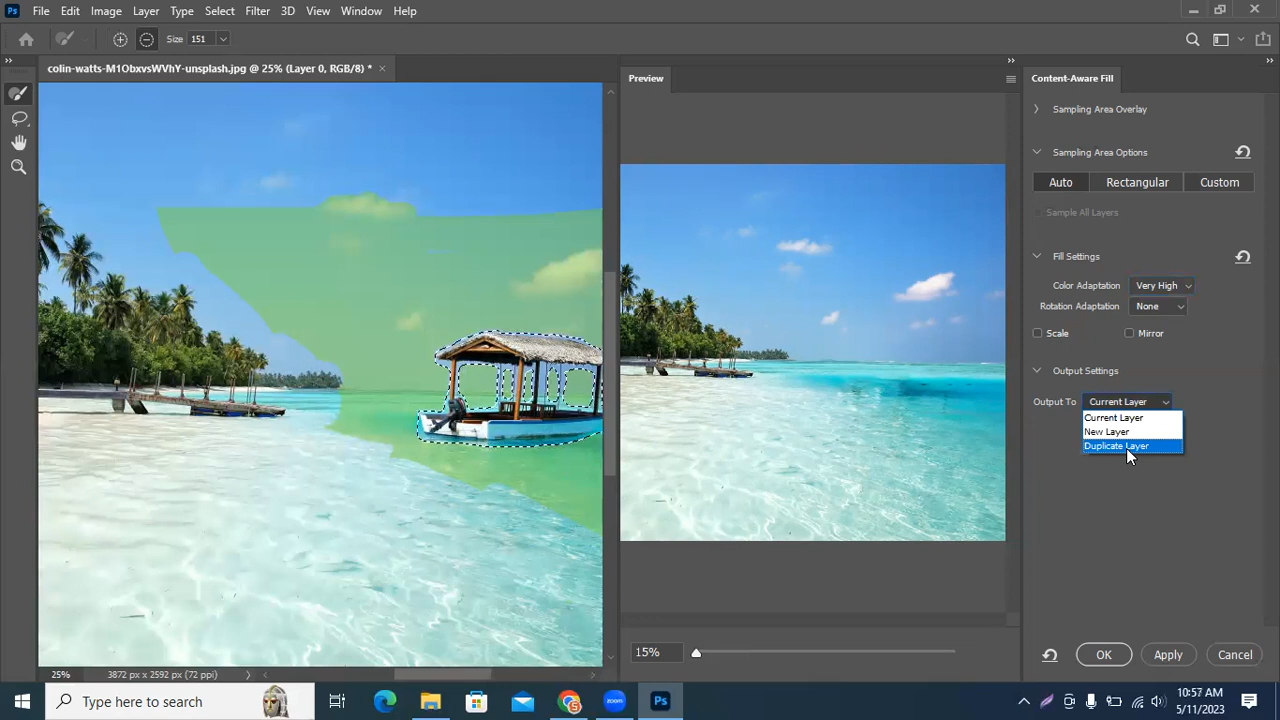 Ps File Edit Image Layer Type Select Filter 3D View Window Help
Size 151
colin-watts-M1ObxvsWVhY-unsplash.jpg @ 25% (Layer 0, RGB/8) *
Preview
Content-Aware Fill
Sampling Area Overlay
Sampling Area Options
Auto Rectangular Custom
Sample All Layers
Fill Settings
Color Adaptation Very High
Rotation Adaptation None
Scale Mirror
Output Settings
Output To Current Layer
Current Layer
New Layer
Duplicate Layer
15%
OK Apply Cancel
25% 3872 px x 2592 px (72 ppi)
Type here to search
zoom
Ps
9:57 AM
5/11/2023